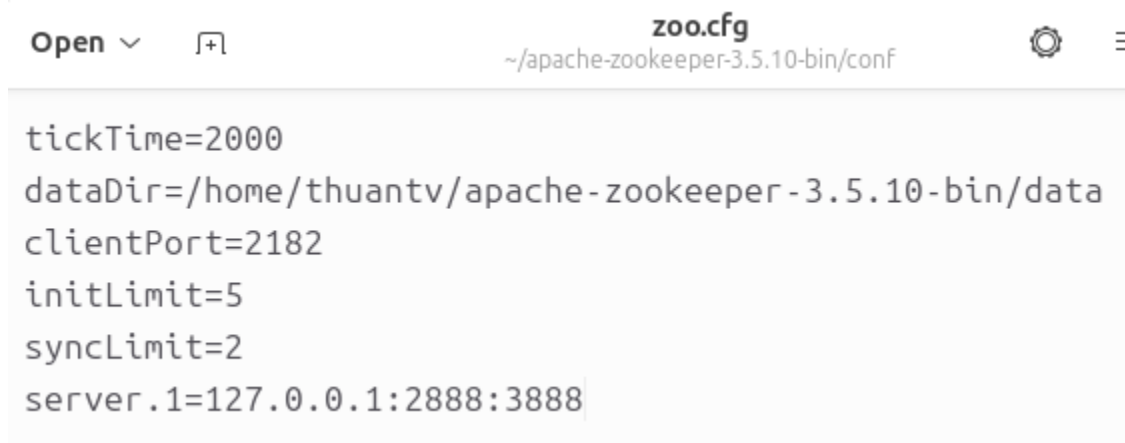 Open
zoo.cfg
~/apache-zookeeper-3.5.10-bin/conf
tickTime=2000
dataDir=/home/thuantv/apache-zookeeper-3.5.10-bin/data
clientPort=2182
initLimit=5
syncLimit=2
server.1=127.0.0.1:2888:3888